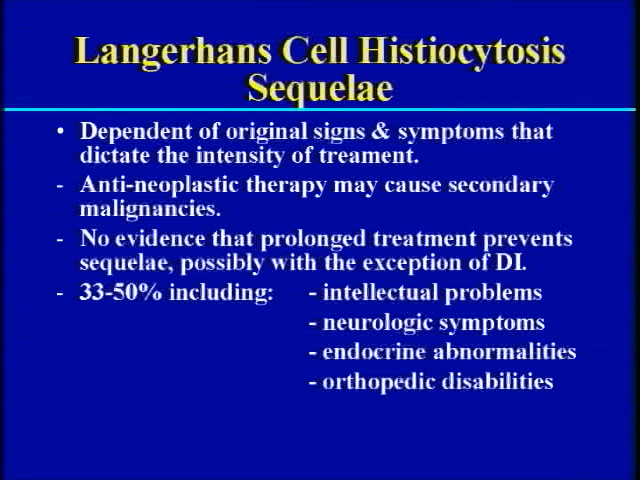 Langerhans Cell Histiocytosis
Sequelae
• Dependent of original signs & symptoms that
dictate the intensity of treament.
- Anti-neoplastic therapy may cause secondary
malignancies.
- No evidence that prolonged treatment prevents
sequelae, possibly with the exception of DI.
- 33-50% including: - intellectual problems
- neurologic symptoms
- endocrine abnormalities
- orthopedic disabilities